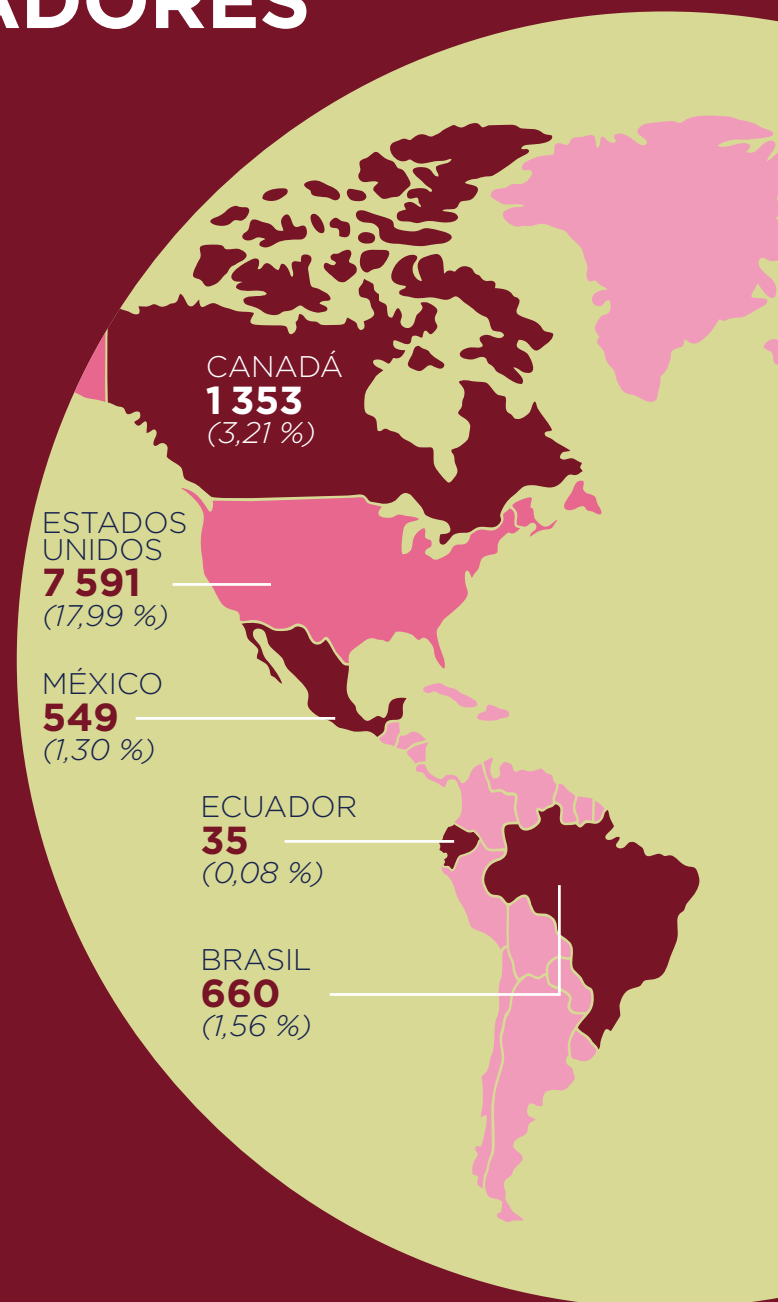 ADORES
CANADÁ
1 353
(3,21 %)
ESTADOS
UNIDOS
7 591
(17,99 %)
MÉXICO
549
(1,30 %)
ECUADOR
35
(0,08 %)
BRASIL
660
(1,56 %)